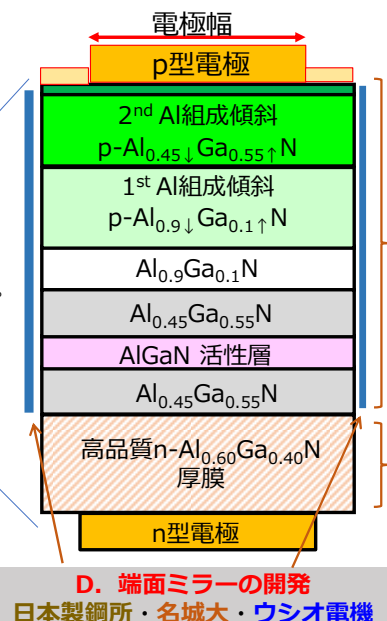 電極幅
p型電極
2nd Al組成傾斜
p-Al0.45↓Ga0.55↑N
1st Al組成傾斜
p-Al0.9↓Ga0.1↑N
Al0.9Ga0.1N
Al0.45Ga0.55N
AlGaN 活性層
Al0.45Ga0.55N
高品質n-Al0.60Ga0.40N
厚膜
n型電極
D. 端面ミラーの開発
日本製鋼所・名城大・ウシオ電機